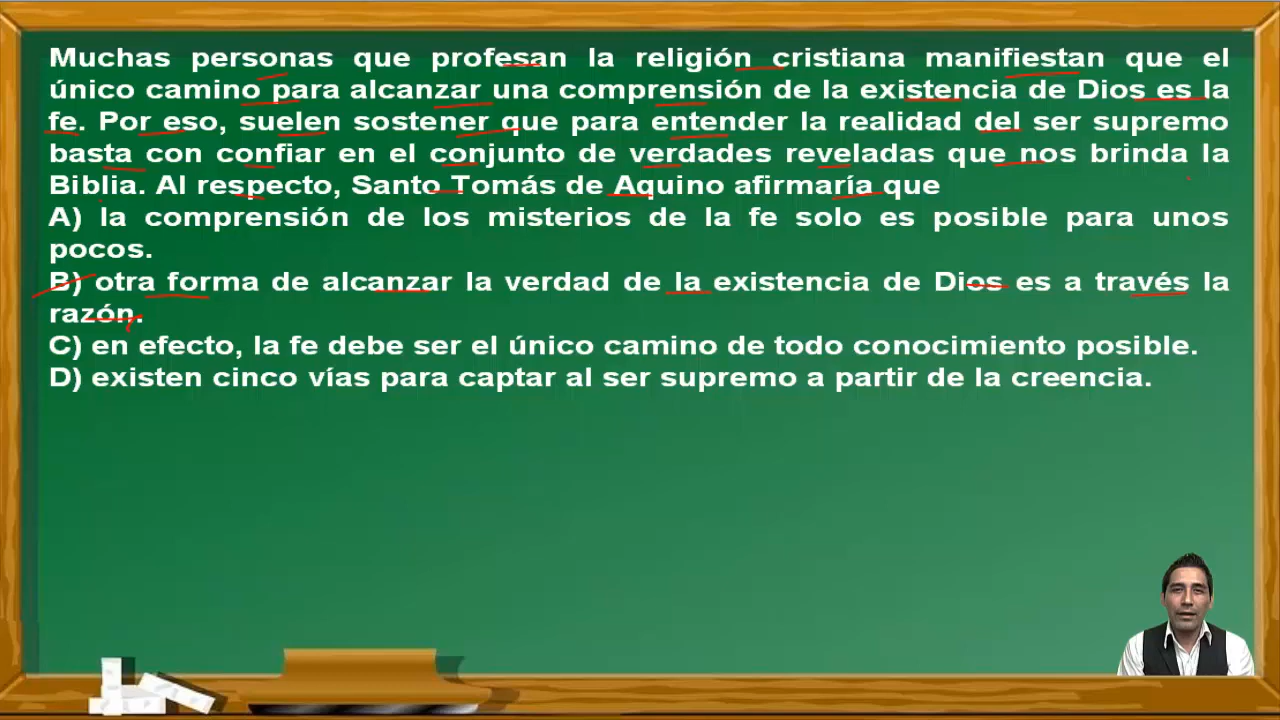 Muchas personas que profesan la religión cristiana manifiestan que el
único camino para alcanzar una comprensión de la existencia de Dios es la
fe. Por eso, suelen sostener que para entender la realidad del ser supremo
basta con confiar en el conjunto de verdades reveladas que nos brinda la
Biblia. Al respecto, Santo Tomás de Aquino afirmaría que
A) la comprensión de los misterios de la fe solo es posible para unos
pocos.
B) otra forma de alcanzar la verdad de la existencia de Dios es a través la
razón.
C) en efecto, la fe debe ser el único camino de todo conocimiento posible.
D) existen cinco vías para captar al ser supremo a partir de la creencia.